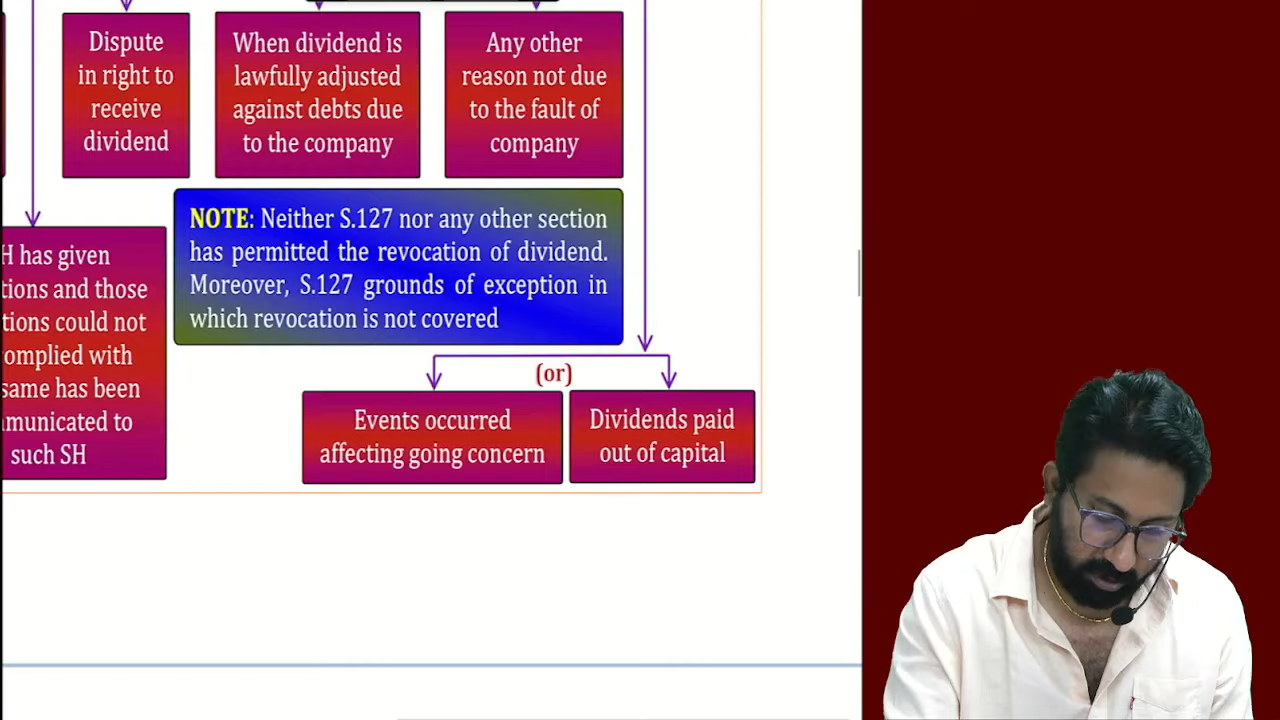 Dispute
in right to
receive
dividend
When dividend is
lawfully adjusted
against debts due
to the company
Any other
reason not due
to the fault of
company
NOTE: Neither S.127 nor any other section
has permitted the revocation of dividend.
Moreover, S.127 grounds of exception in
which revocation is not covered
H has given
tions and those
tions could not
omplied with
same has been
municated to
such SH
(or)
Events occurred
affecting going concern
Dividends paid
out of capital